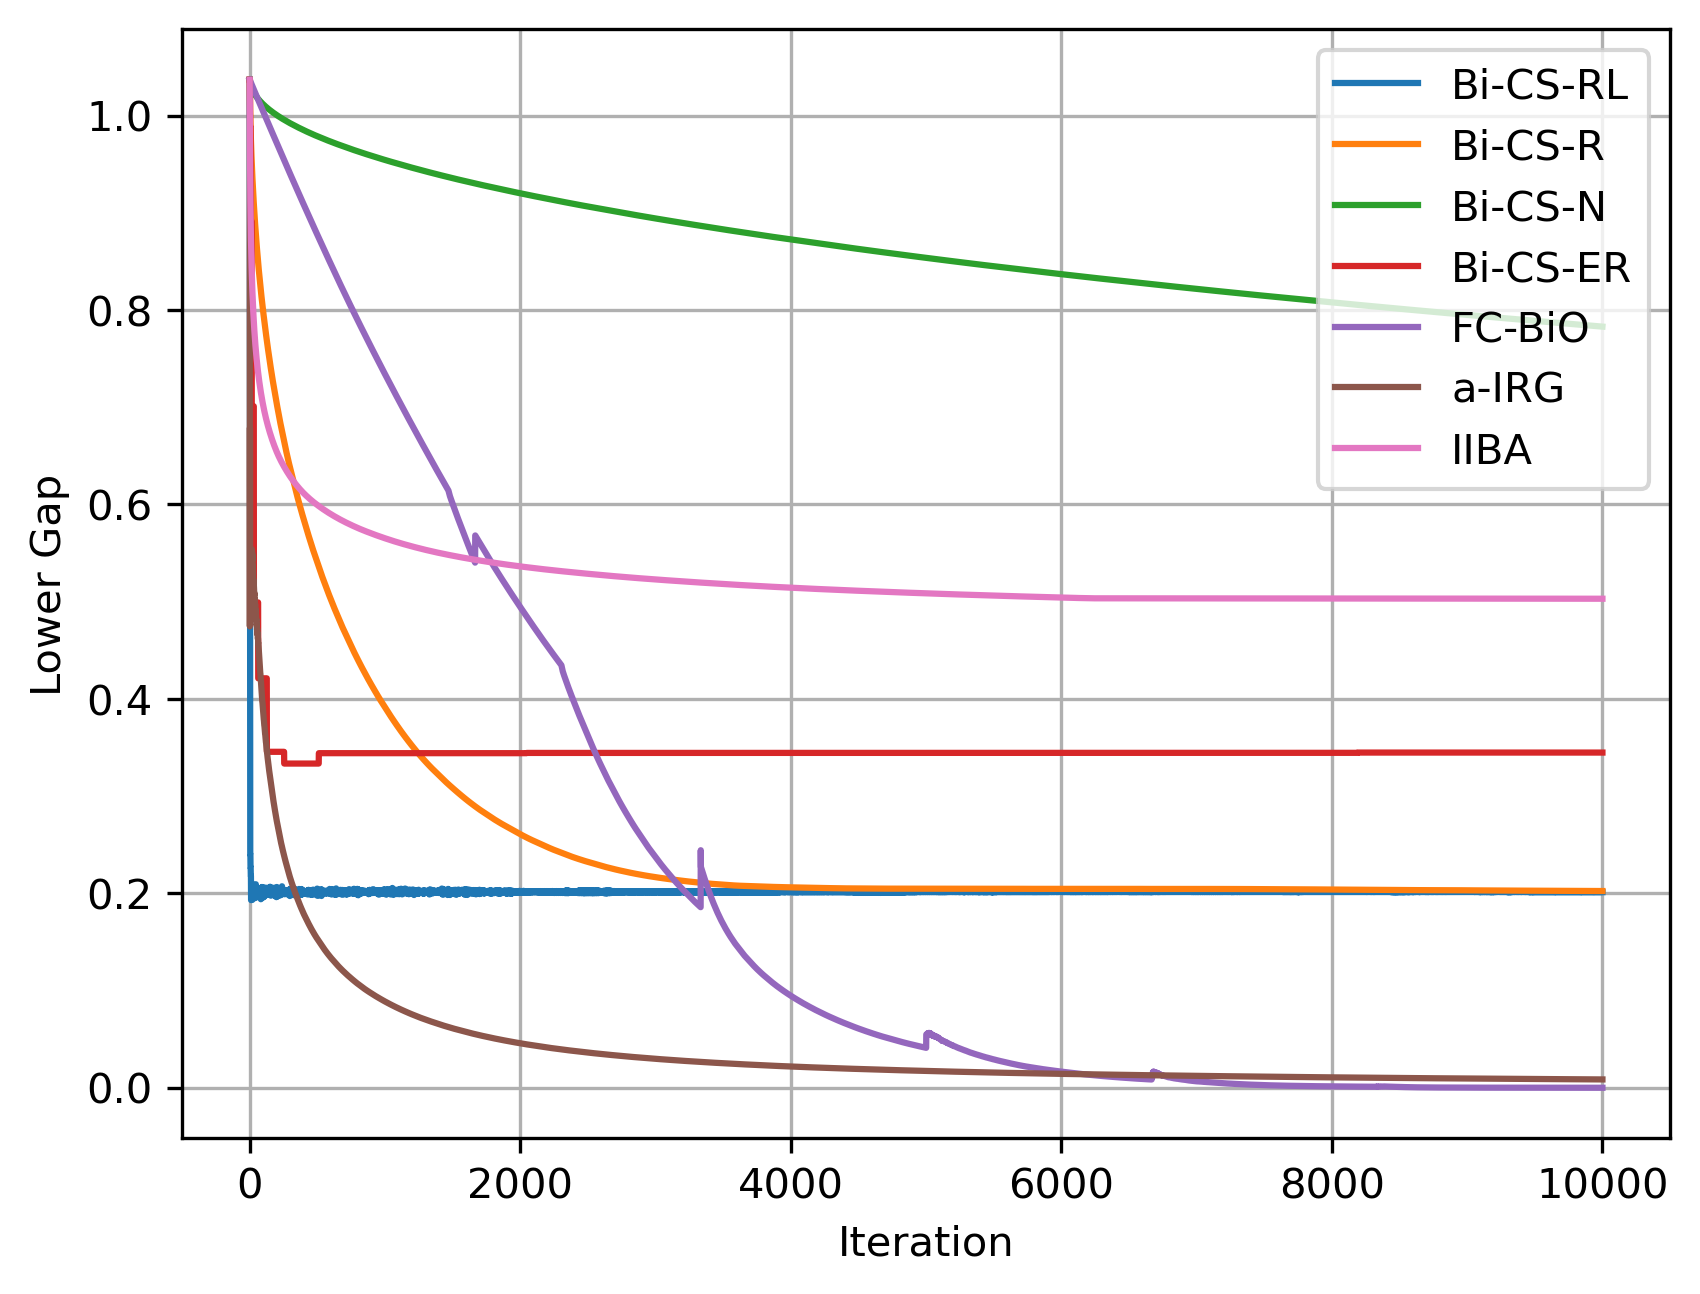 Lower Gap
1.0
0.8
0.6
0.4
0.2
0.0
0
2000
4000
6000
8000
10000
Iteration
Bi-CS-RL
Bi-CS-R
Bi-CS-N
Bi-CS-ER
FC-BiO
a-IRG
IIBA